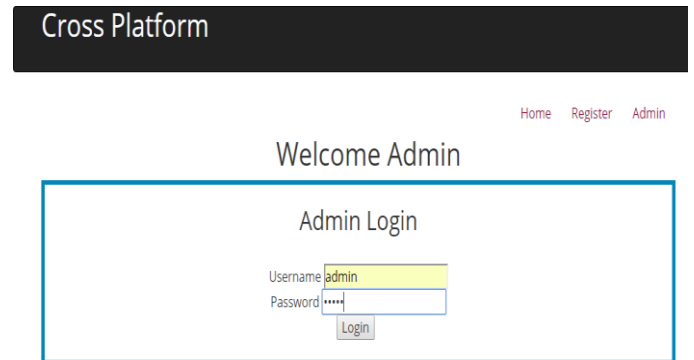 Cross Platform
Home Register Admin
Welcome Admin
Admin Login
Username admin
Password •••••
Login